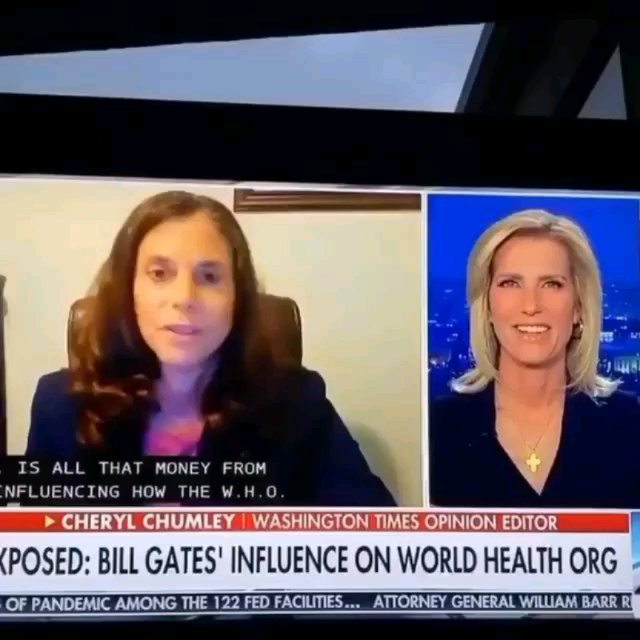 IS ALL THAT MONEY FROM
INFLUENCING HOW THE W.H.O.
CHERYL CHUMLEY | WASHINGTON TIMES OPINION EDITOR
XPOSED: BILL GATES' INFLUENCE ON WORLD HEALTH ORG
OF PANDEMIC AMONG THE 122 FED FACILITIES... ATTORNEY GENERAL WILLIAM BARR R